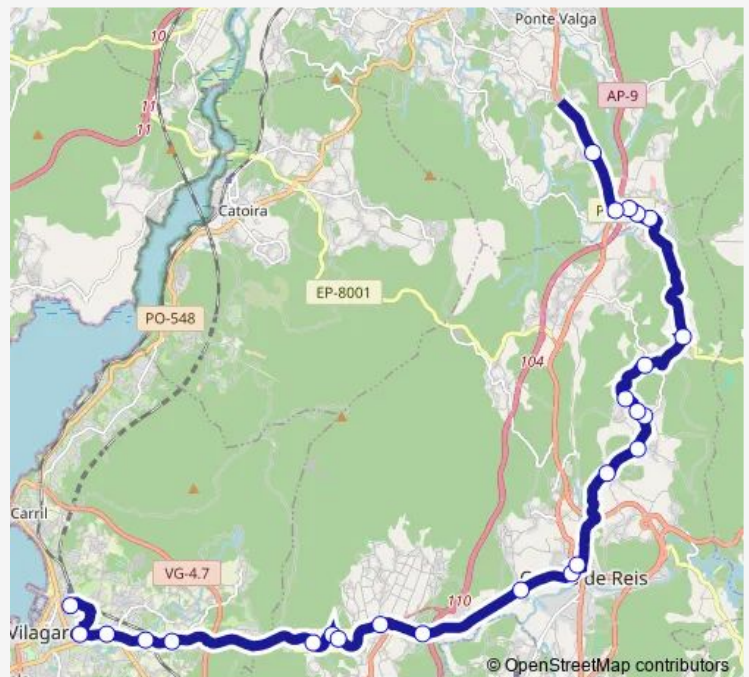 Ponte Valga
10
AP-9
11
11
Catoira
EP-8001
PO-548
104
Carril
VG-4.7
110
de Reis
Vilagar
© OpenStreetMap contributors